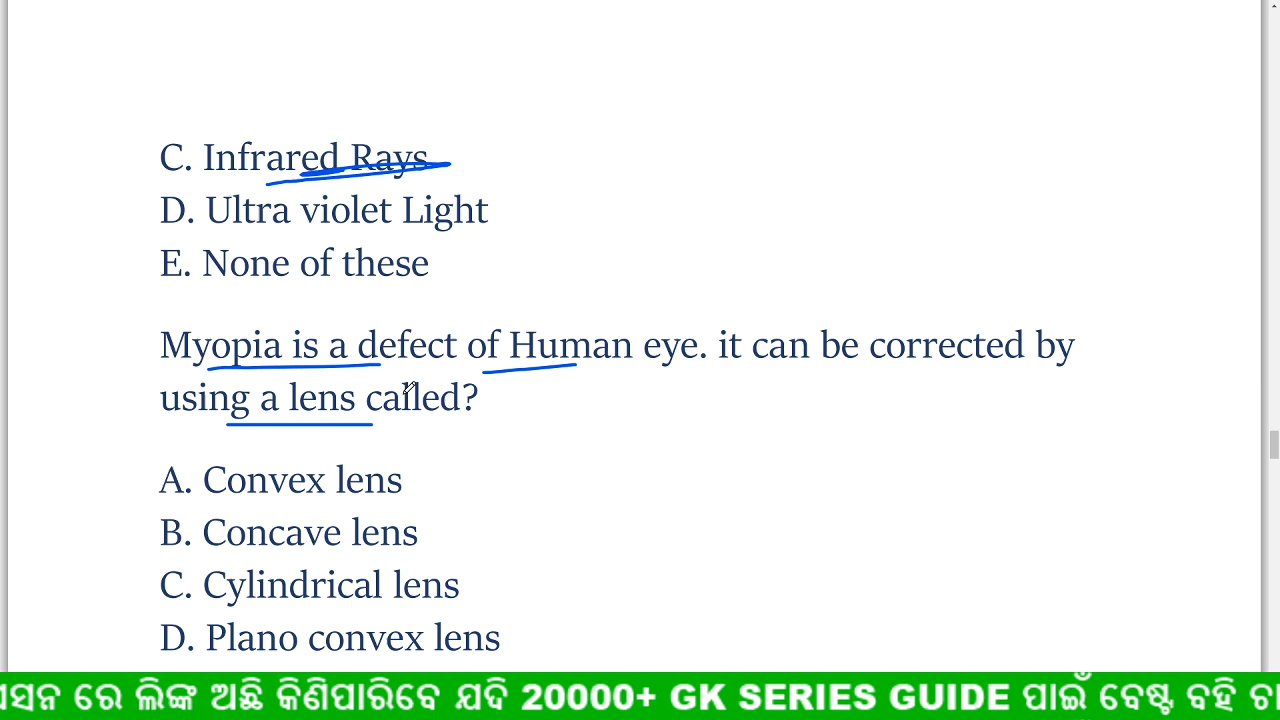 C. Infrared Rays
D. Ultra violet Light
E. None of these
Myopia is a defect of Human eye. it can be corrected by
using a lens called?
A. Convex lens
B. Concave lens
C. Cylindrical lens
D. Plano convex lens
ରେ ଲିଙ୍କ ଅଛି କିଣିପାରିବେ ଯଦି 20000+ GK SERIES GUIDE ପାଇଁ ବେଷ୍ଟ ବହି